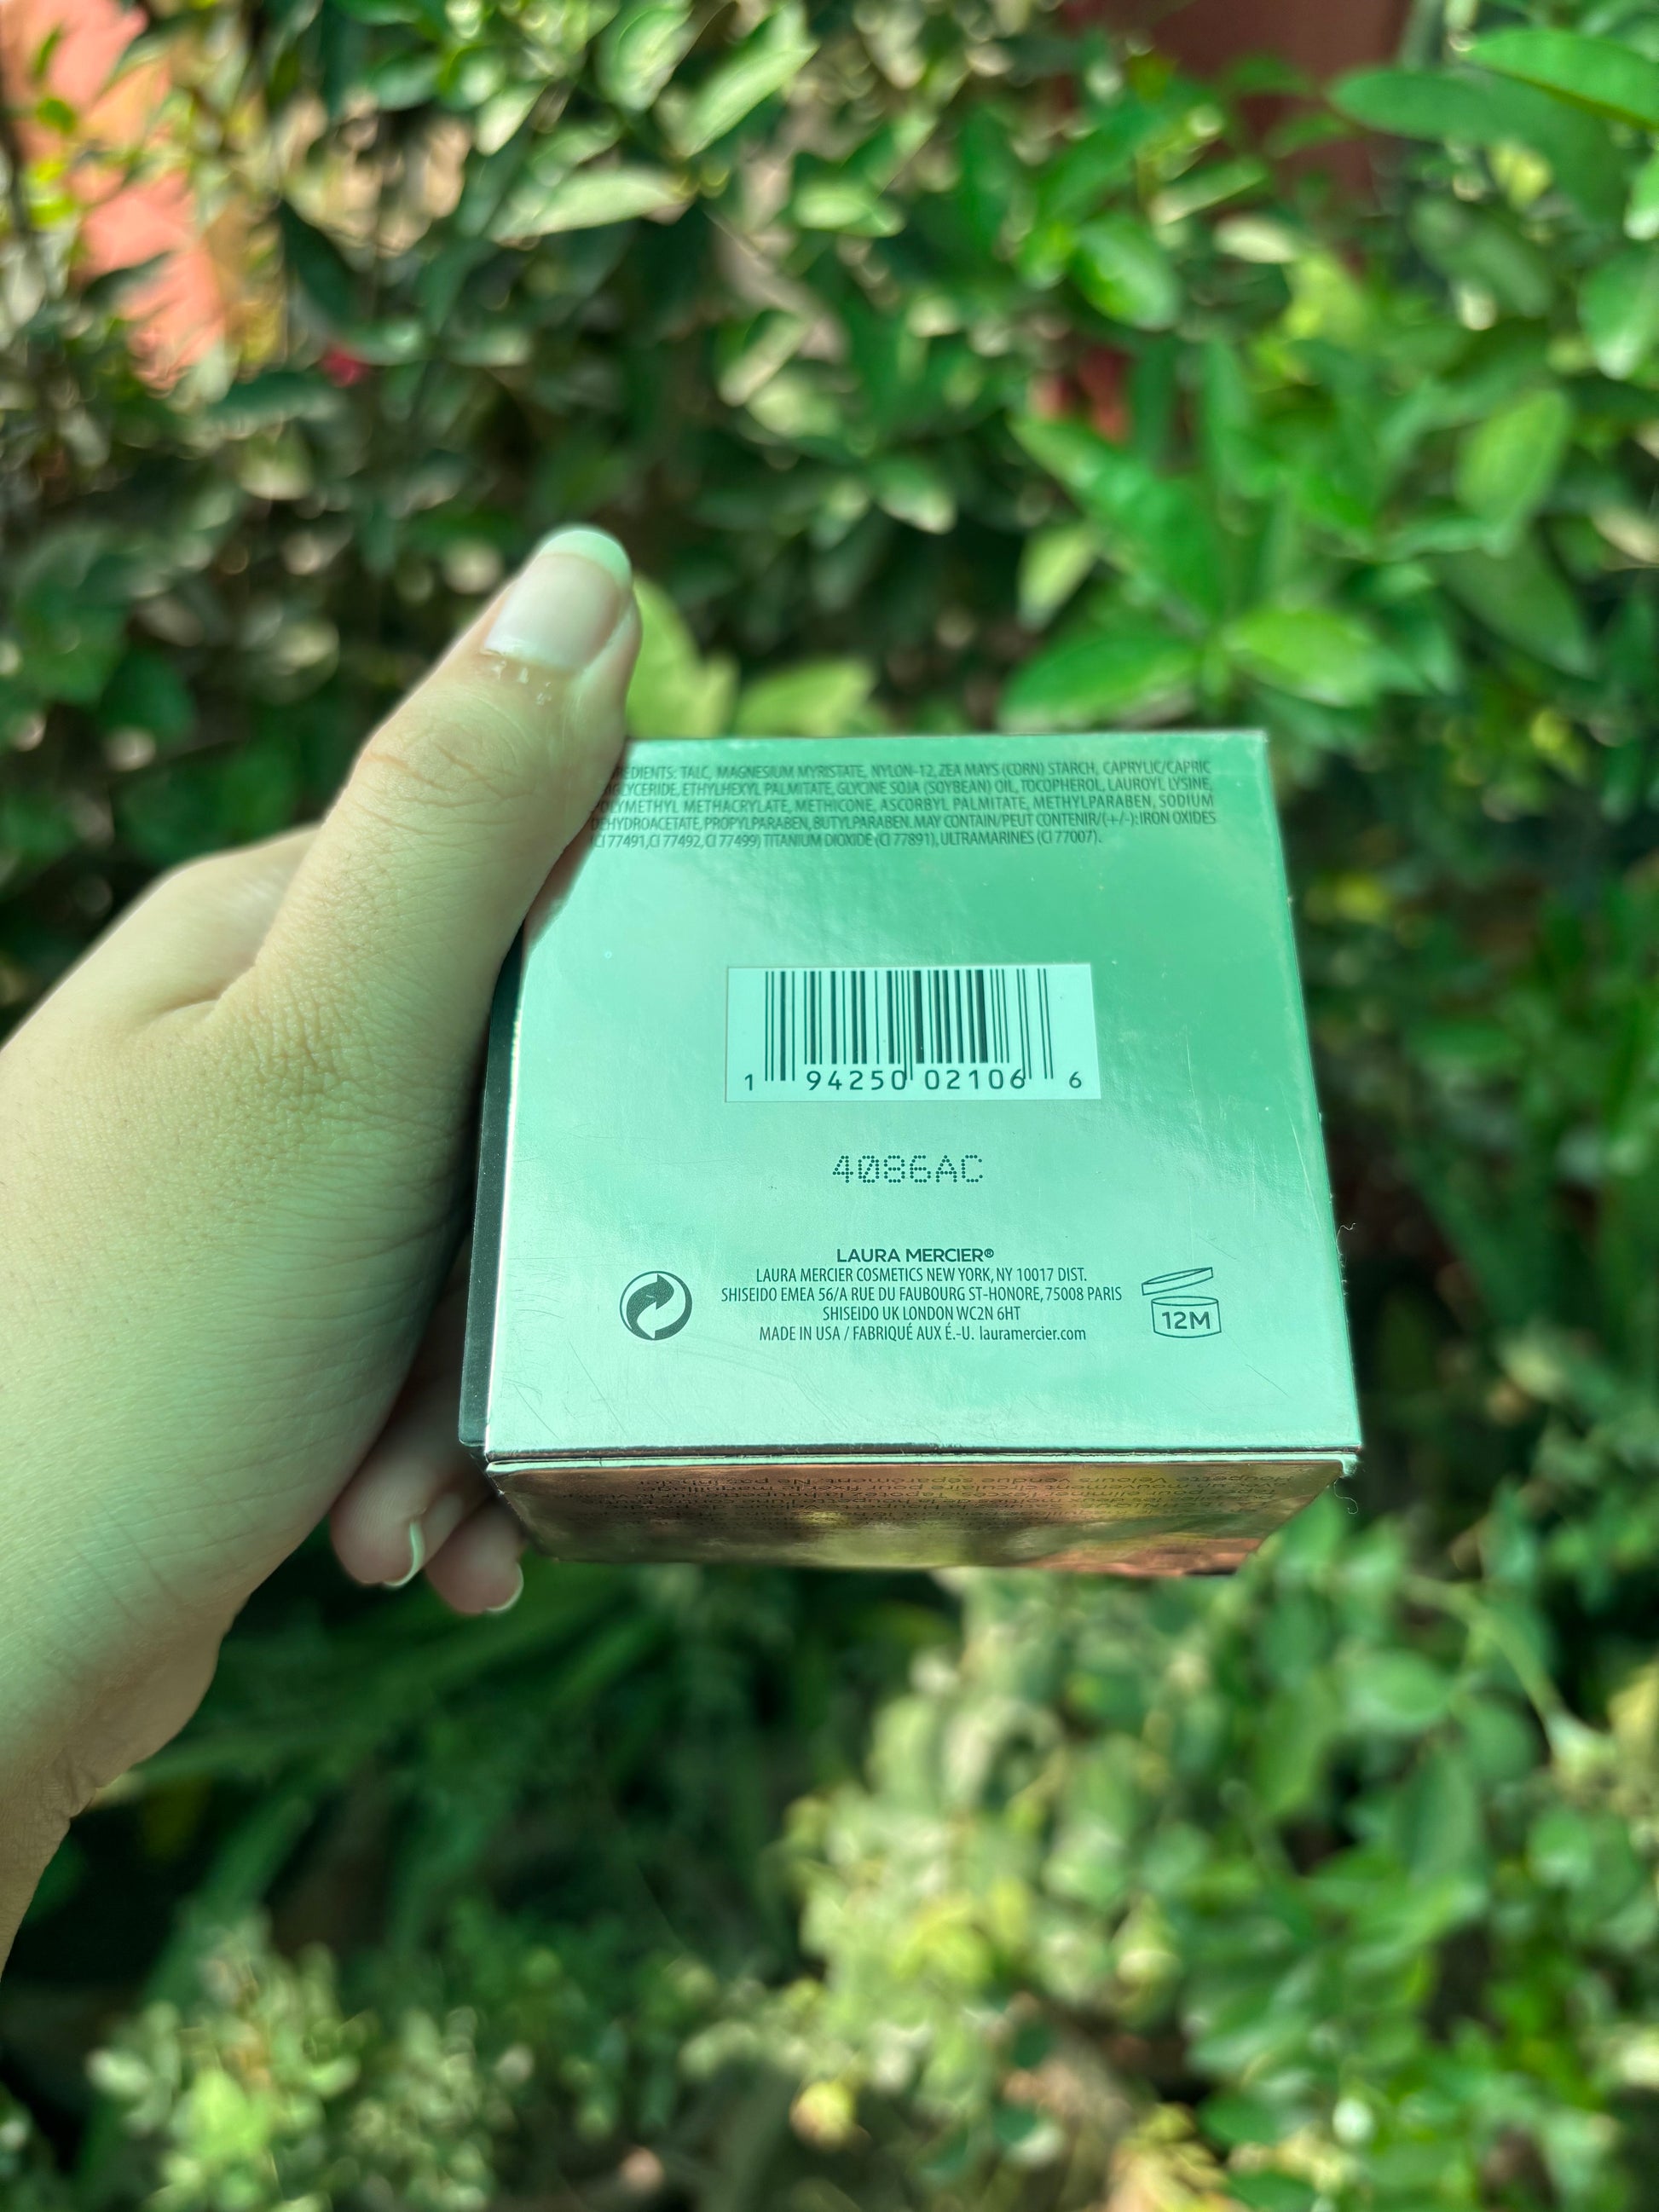 EDIENTS: TALC, MAGNESIUM MYRISTATE, NYLON-12, ZEA MAYS (CORN) STARCH, CAPRYLIC/CAPRIC
GLYCERIDE, ETHYLHEXYL PALMITATE, GLYCINE SOJA (SOYBEAN) OIL, TOCOPHEROL, LAUROYL LYSINE,
YMETHYL METHACRYLATE, METHICONE, ASCORBYL PALMITATE, METHYLPARABEN, SODIUM
DEHYDROACETATE, PROPYLPARABEN, BUTYLPARABEN. MAY CONTAIN/PEUT CONTENIR/(+/-): IRON OXIDES
CI 77491, CI 77492, CI 77499) TITANIUM DIOXIDE (CI 77891), ULTRAMARINES (CI 77007).
1 94250 02106 6
4086AC
LAURA MERCIER®
LAURA MERCIER COSMETICS NEW YORK, NY 10017 DIST.
SHISEIDO EMEA 56/A RUE DU FAUBOURG ST-HONORE, 75008 PARIS
SHISEIDO UK LONDON WC2N 6HT
MADE IN USA / FABRIQUÉ AUX É.-U. lauramercier.com
12M